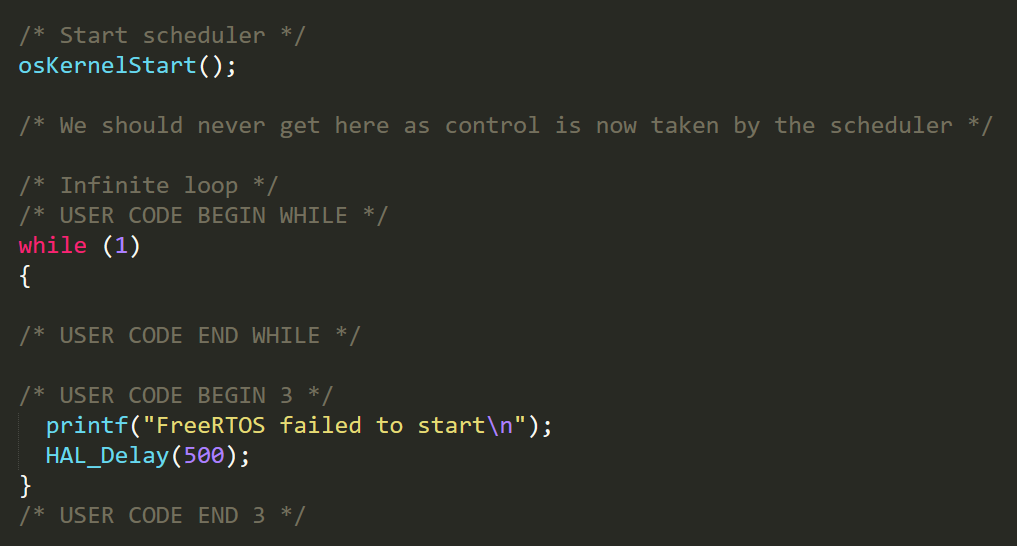 /* Start scheduler */
osKernelStart();
/* We should never get here as control is now taken by the scheduler */
/* Infinite loop */
/* USER CODE BEGIN WHILE */
while (1)
{
/* USER CODE END WHILE */
/* USER CODE BEGIN 3 */
printf("FreeRTOS failed to start\n");
HAL_Delay(500);
}
/* USER CODE END 3 */